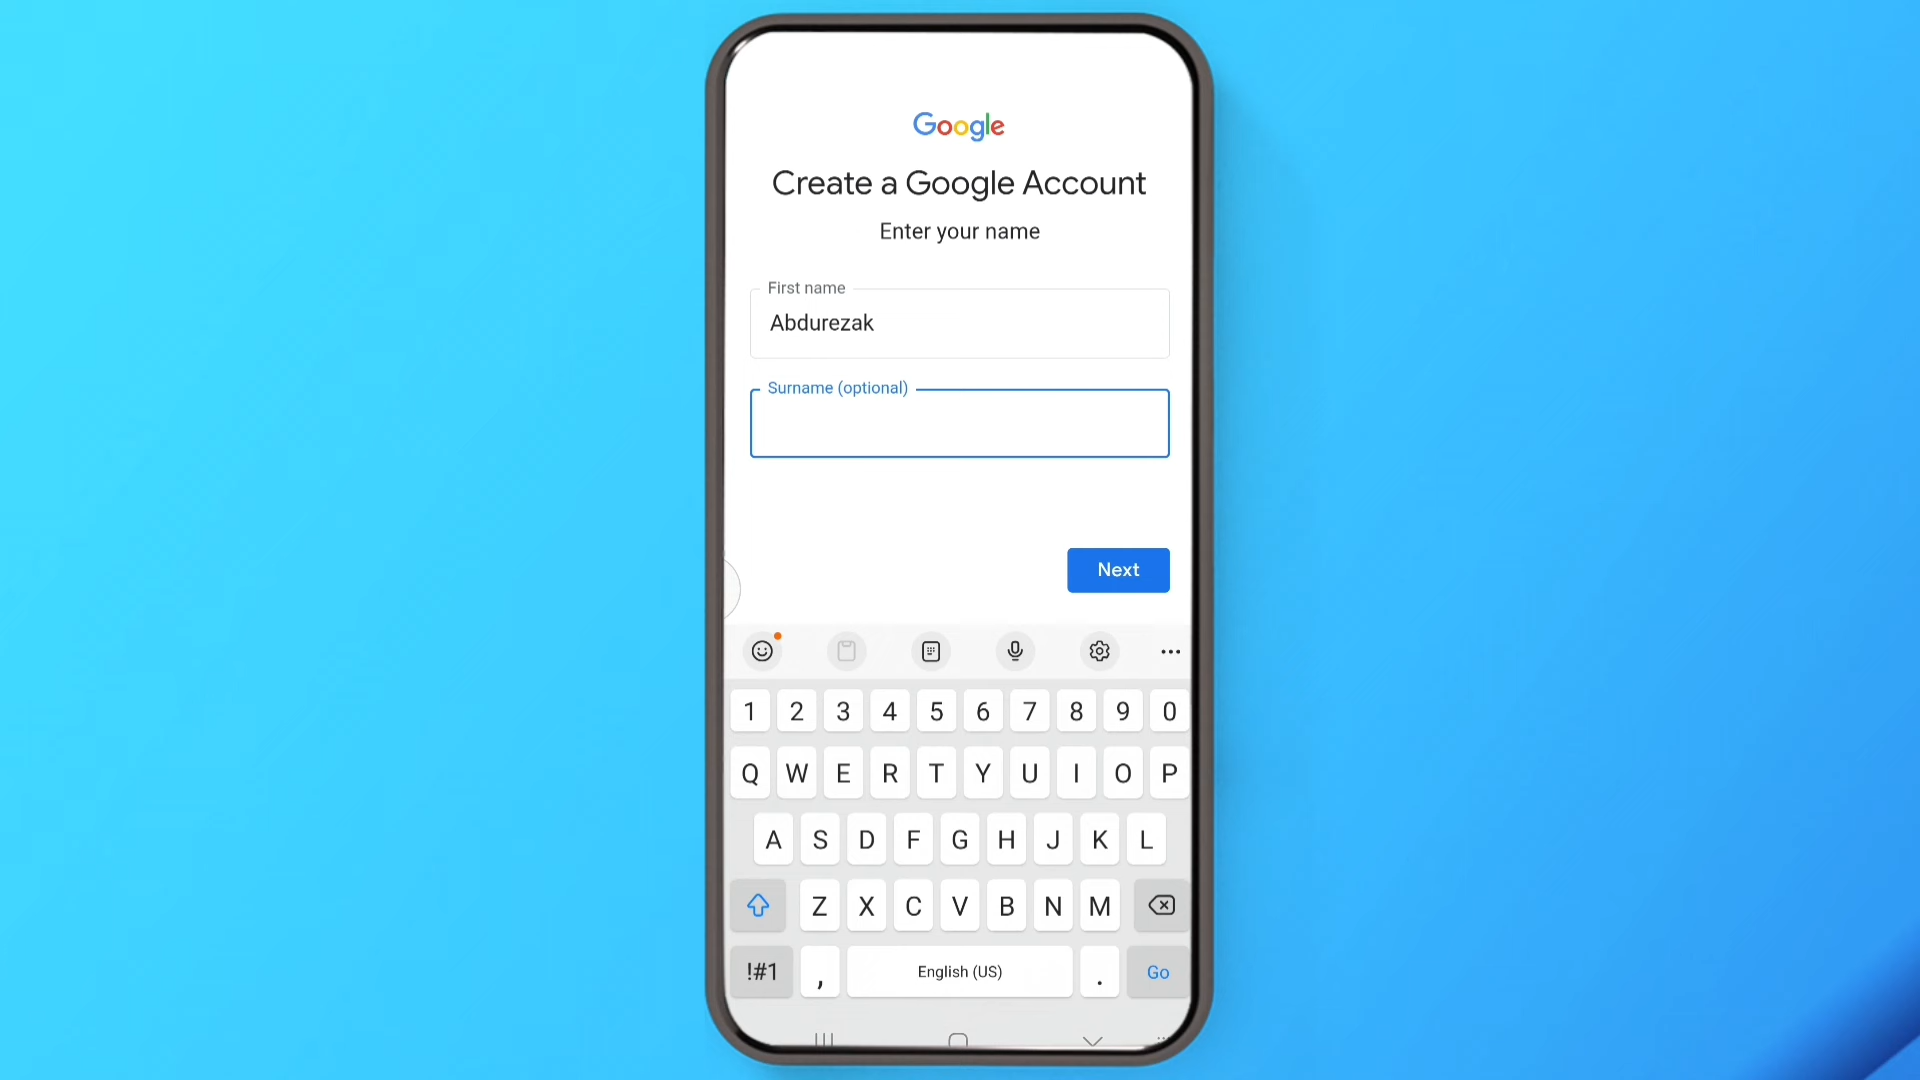 Google
Create a Google Account
Enter your name
First name
Abdurezak
Surname (optional)
Next
1 2 3 4 5 6 7 8 9 0
Q W E R T Y U I O P
A S D F G H J K L
Z X C V B N M
!#1 , English (US) . Go